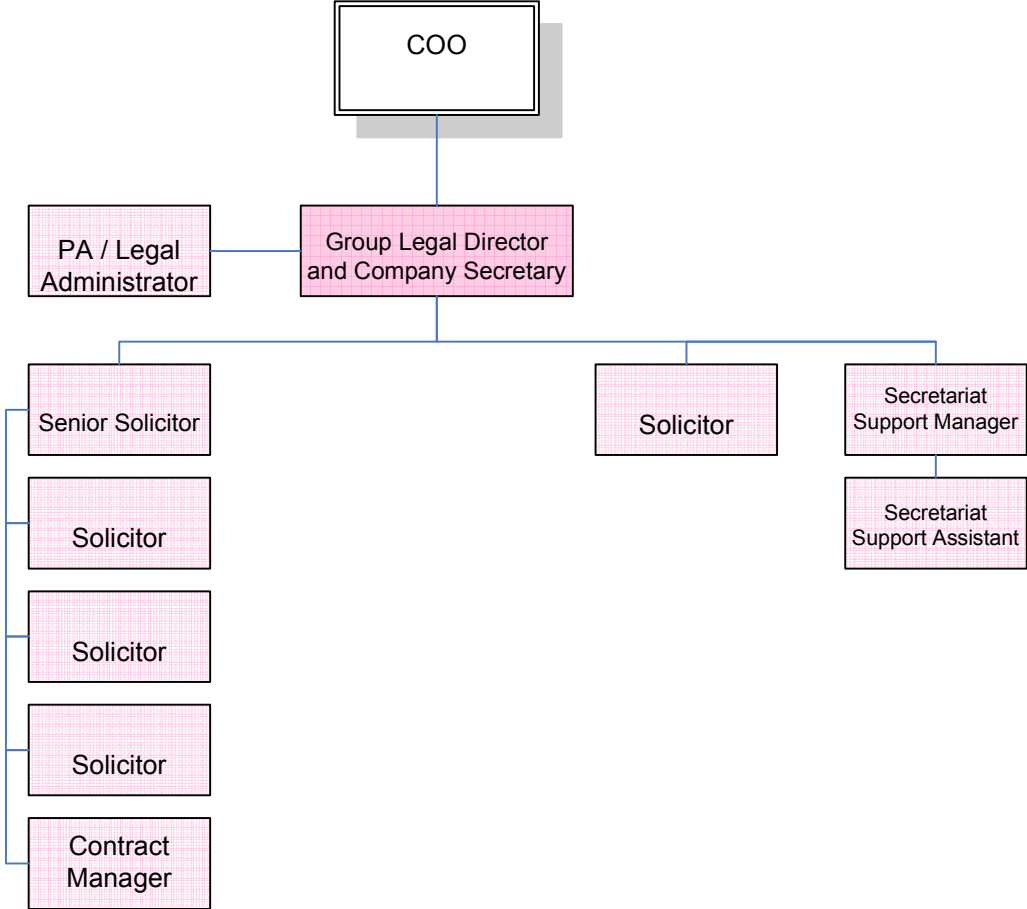 COO
PA / Legal
Administrator
Group Legal Director
and Company Secretary
Senior Solicitor
Solicitor
Secretariat
Support Manager
Solicitor
Secretariat
Support Assistant
Solicitor
Solicitor
Contract
Manager